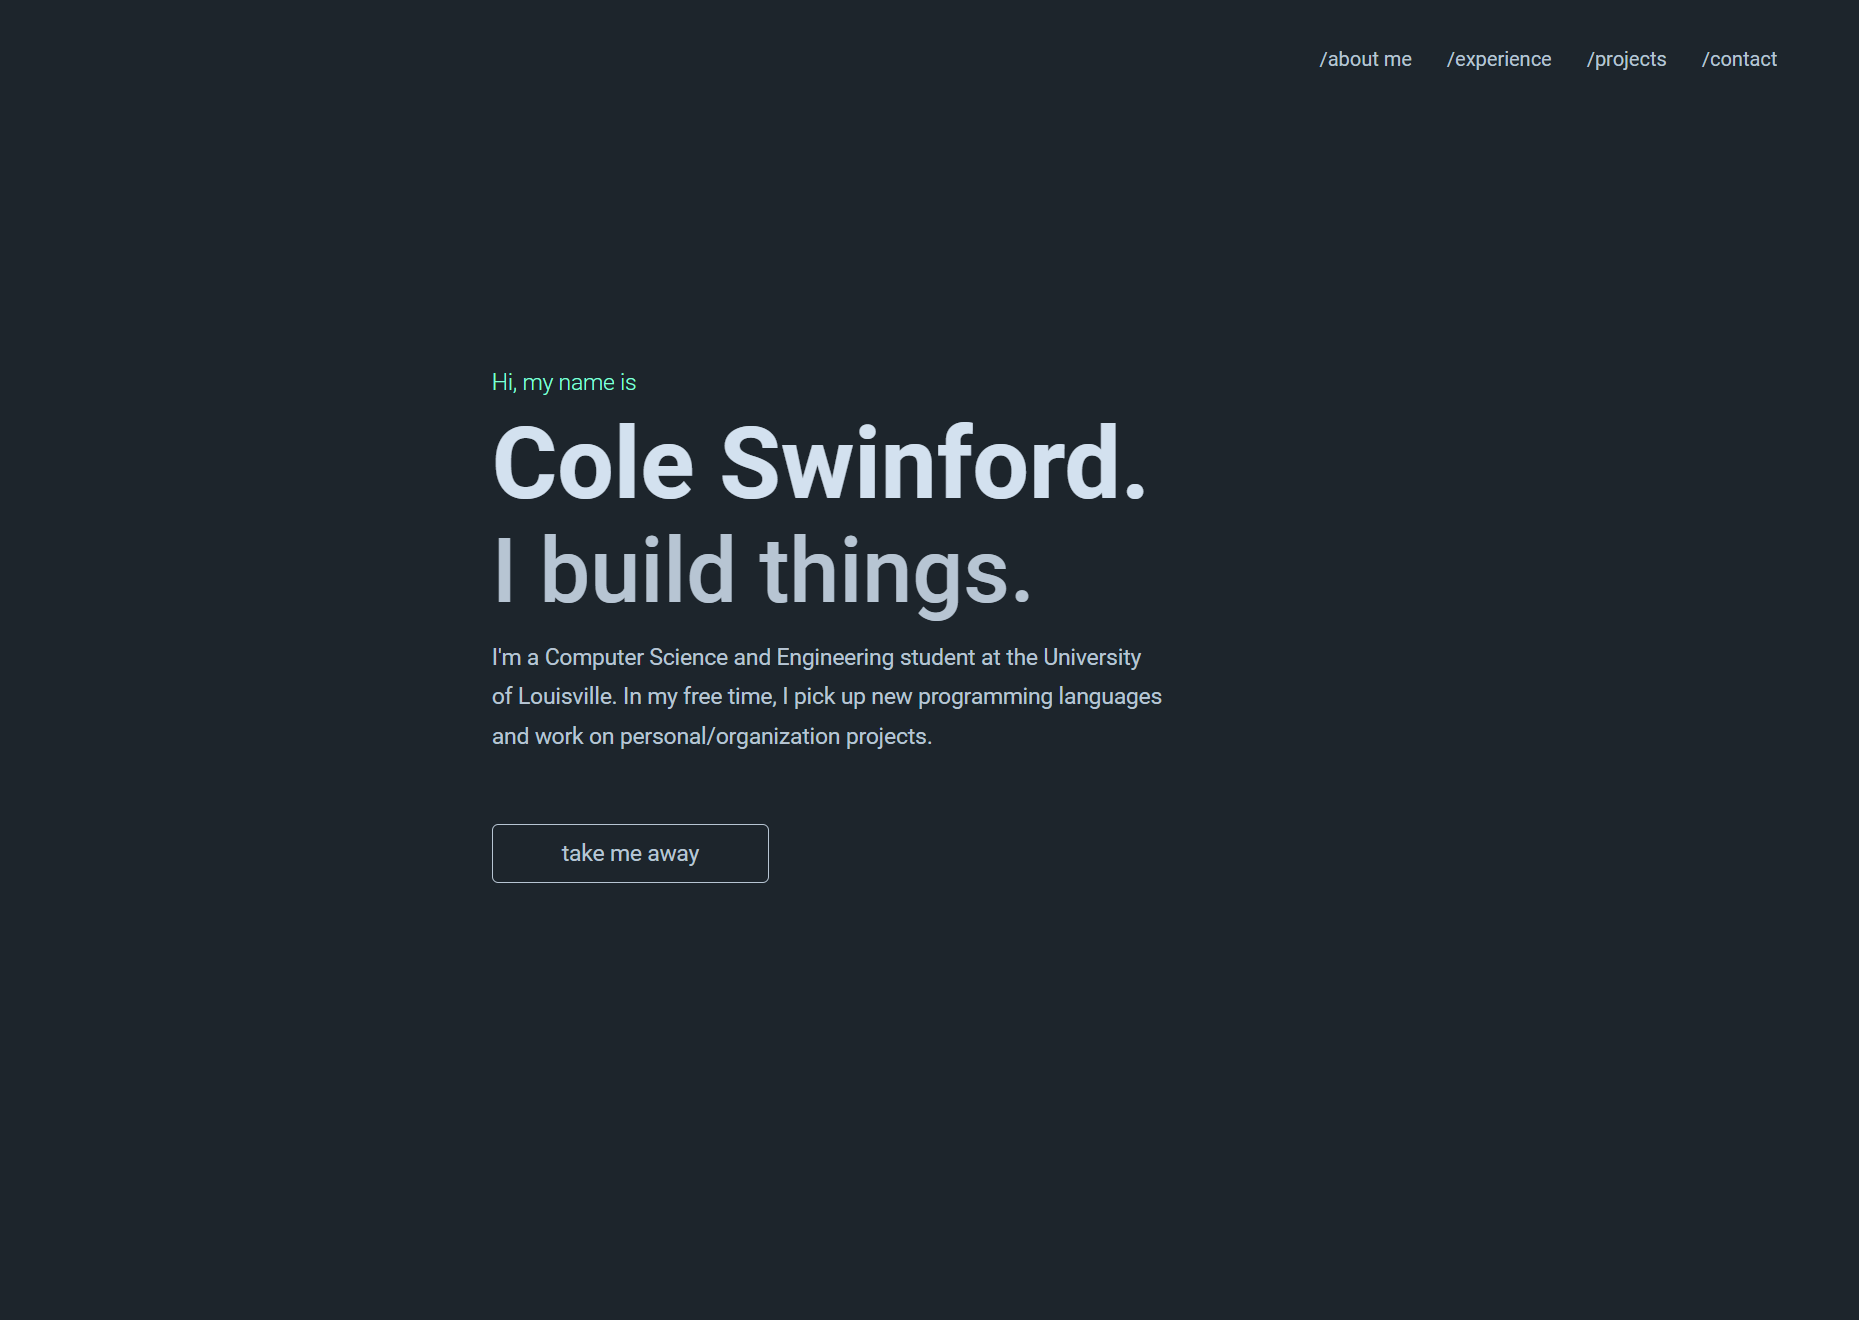 /about me /experience /projects /contact
Hi, my name is
Cole Swinford.
I build things.
I'm a Computer Science and Engineering student at the University
of Louisville. In my free time, I pick up new programming languages
and work on personal/organization projects.
take me away